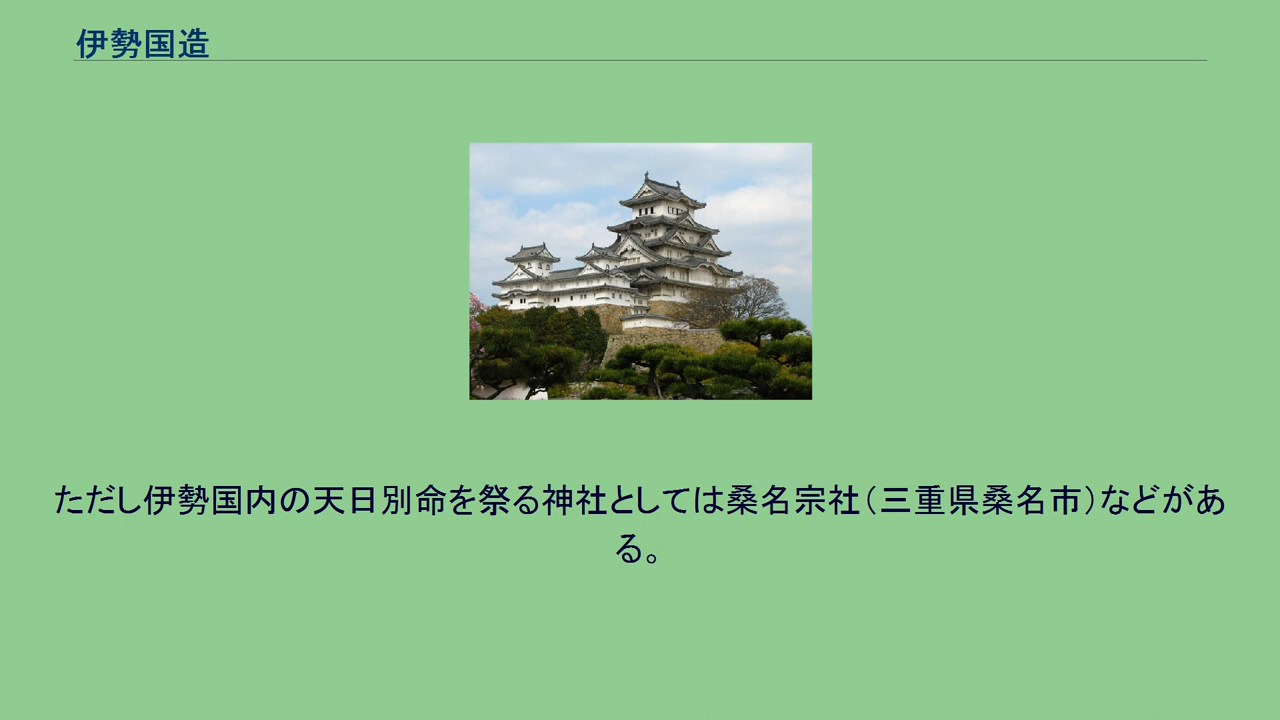 伊勢国造
ただし伊勢国内の天日別命を祭る神社としては桑名宗社（三重県桑名市）などがあ
る。